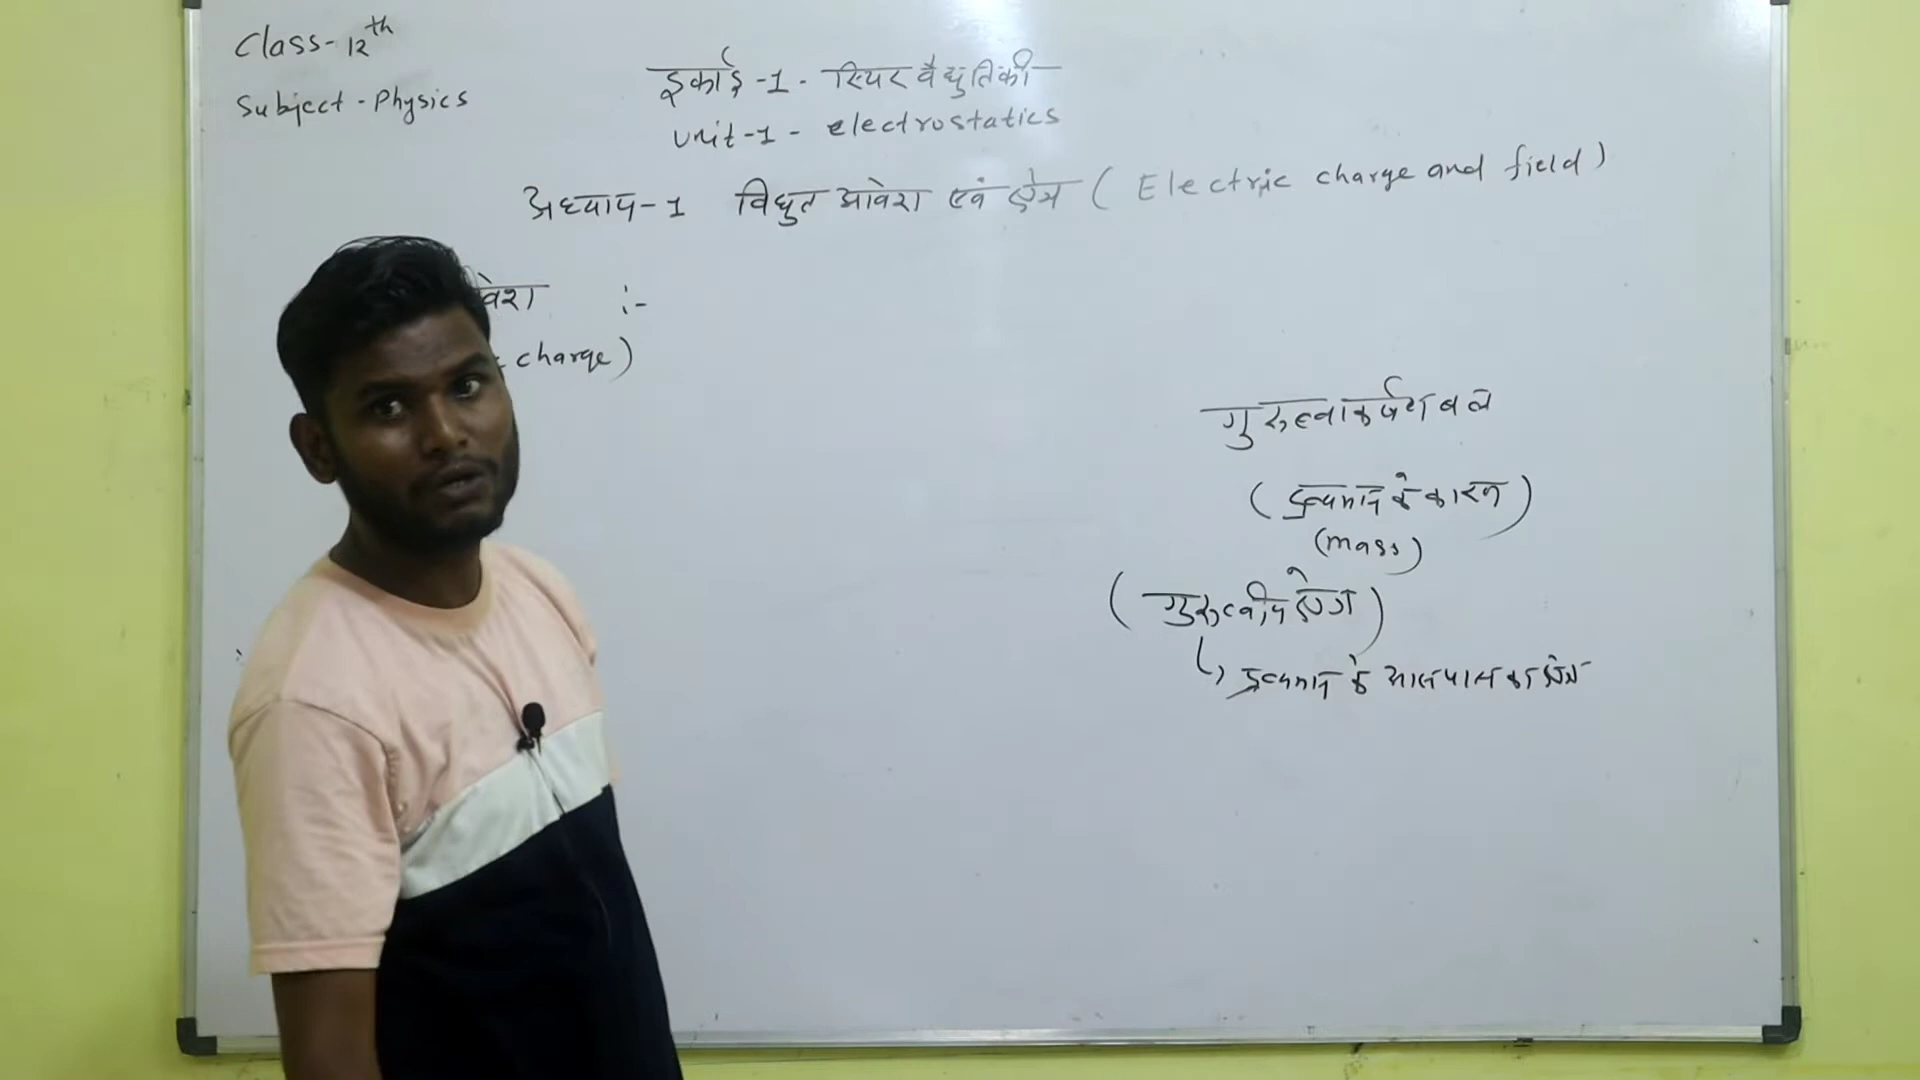 Class-12th
Subject-Physics
इकाई-1- स्थिर वैधुतिकी
Unit-1- electrostatics
अध्याय-1 विधुत आवेश एवं क्षेत्र ( Electric charge and field)
वेश :-
charge)
गुरुत्वाकर्षण बल
( द्रव्यमान के कारन )
(mass)
( गुरुत्वीय क्षेत्र )
↳ द्रव्यमान के आसपास का क्षेत्र